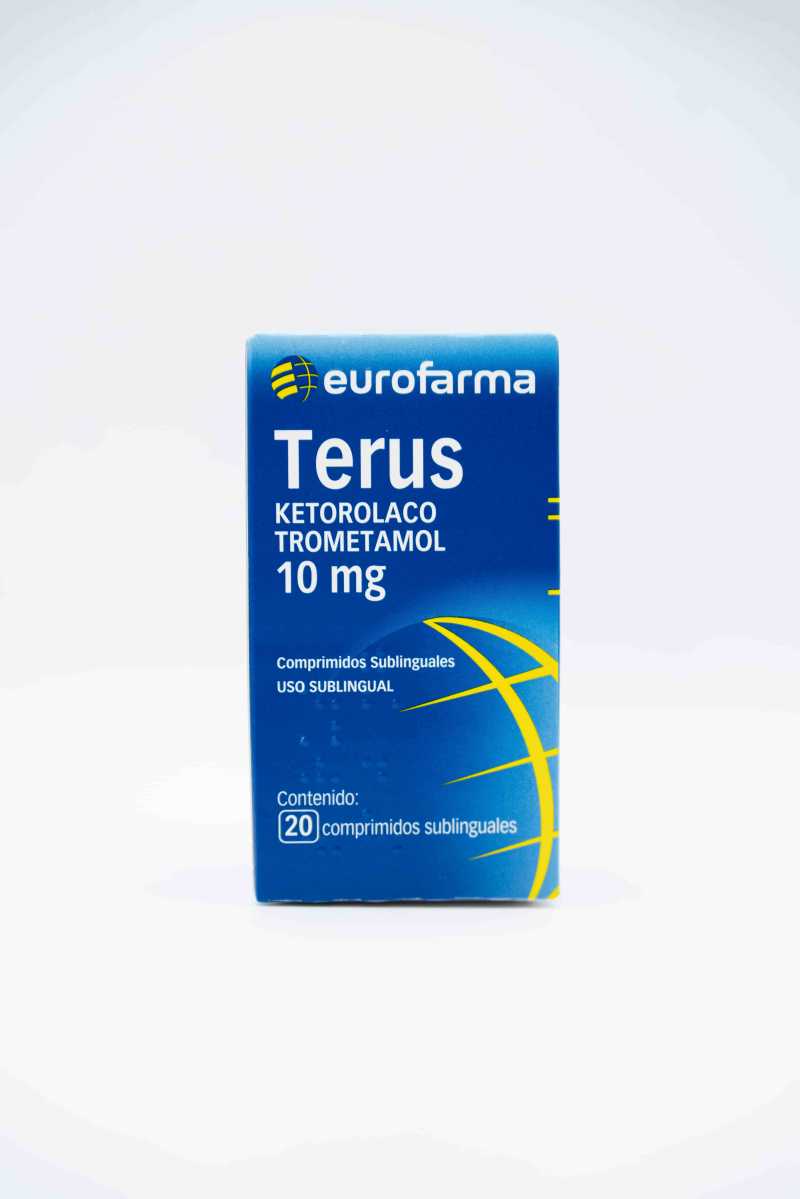 eurofarma
Terus
KETOROLACO
TROMETAMOL
10 mg
Comprimidos Sublinguales
USO SUBLINGUAL
Contenido:
20 comprimidos sublinguales